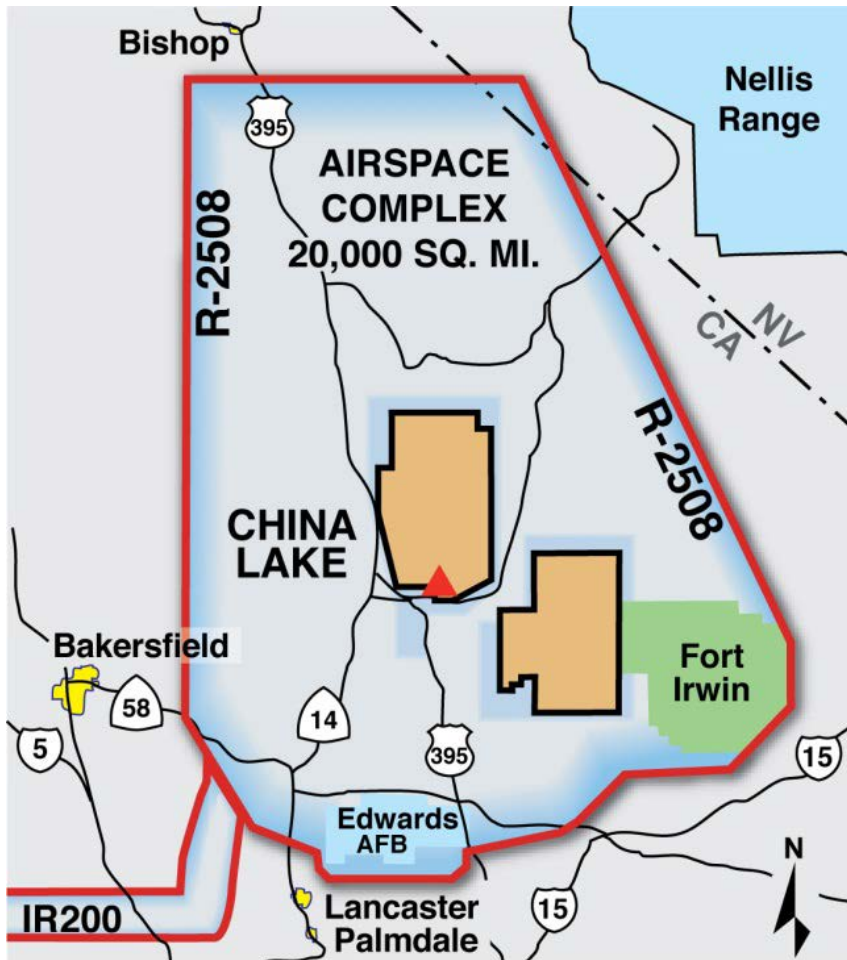 Bishop
395
Nellis
Range
AIRSPACE
COMPLEX
20,000 SQ. MI.
R-2508
NV
CA
R-2508
CHINA
LAKE
Bakersfield
58
14
395
Fort
Irwin
5
15
Edwards
AFB
N
IR200
Lancaster
Palmdale
15